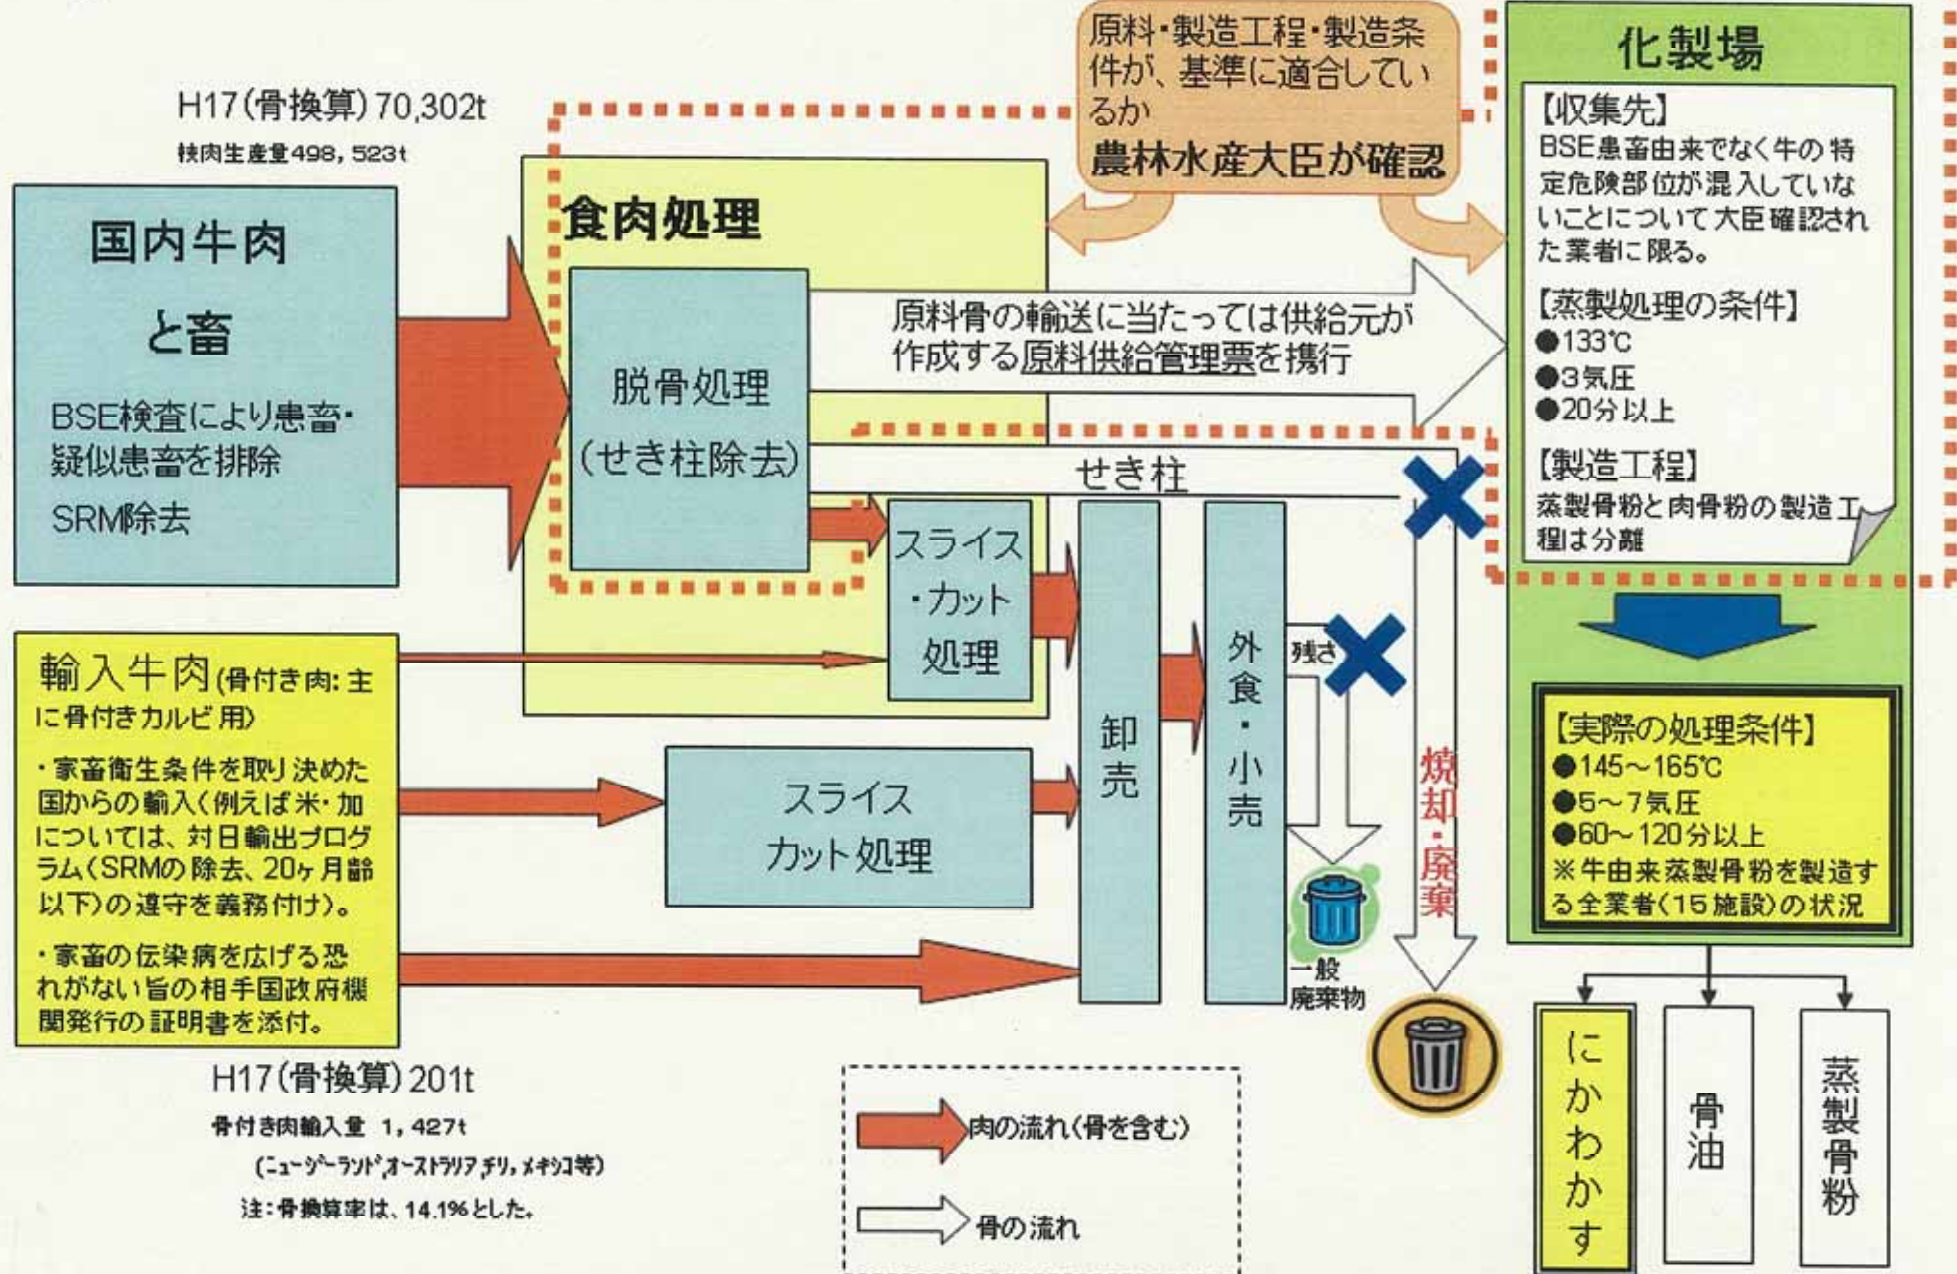 H17(骨換算)70,302t
枝肉生産量498,523t
国内牛肉
と畜
BSE検査により患畜・
疑似患畜を排除
SRM除去
輸入牛肉(骨付き肉:主
に骨付きカルビ用)
・家畜衛生条件を取り決めた
国からの輸入(例えば米・加
については、対日輸出プログ
ラム(SRMの除去、20ヶ月齢
以下)の遵守を義務付け)。
・家畜の伝染病を広げる恐
れがない旨の相手国政府機
関発行の証明書を添付。
H17(骨換算)201t
骨付き肉輸入量 1,427t
(ニュージーランド,オーストラリア,チリ,メキシコ等)
注:骨換算率は、14.1%とした。
食肉処理
脱骨処理
(せき柱除去)
原料・製造工程・製造条
件が、基準に適合してい
るか
農林水産大臣が確認
原料骨の輸送に当たっては供給元が
作成する原料供給管理票を携行
せき柱
スライス
・カット
処理
スライス
カット処理
卸売
外食・小売
残さ
一般
廃棄物
焼却・廃棄
肉の流れ(骨を含む)
骨の流れ
化製場
【収集先】
BSE患畜由来でなく牛の特
定危険部位が混入していな
いことについて大臣確認され
た業者に限る。
【蒸製処理の条件】
●133℃
●3気圧
●20分以上
【製造工程】
蒸製骨粉と肉骨粉の製造工
程は分離
【実際の処理条件】
●145~165℃
●5~7気圧
●60~120分以上
※牛由来蒸製骨粉を製造す
る全業者(15施設)の状況
にかわかす
骨油
蒸製骨粉